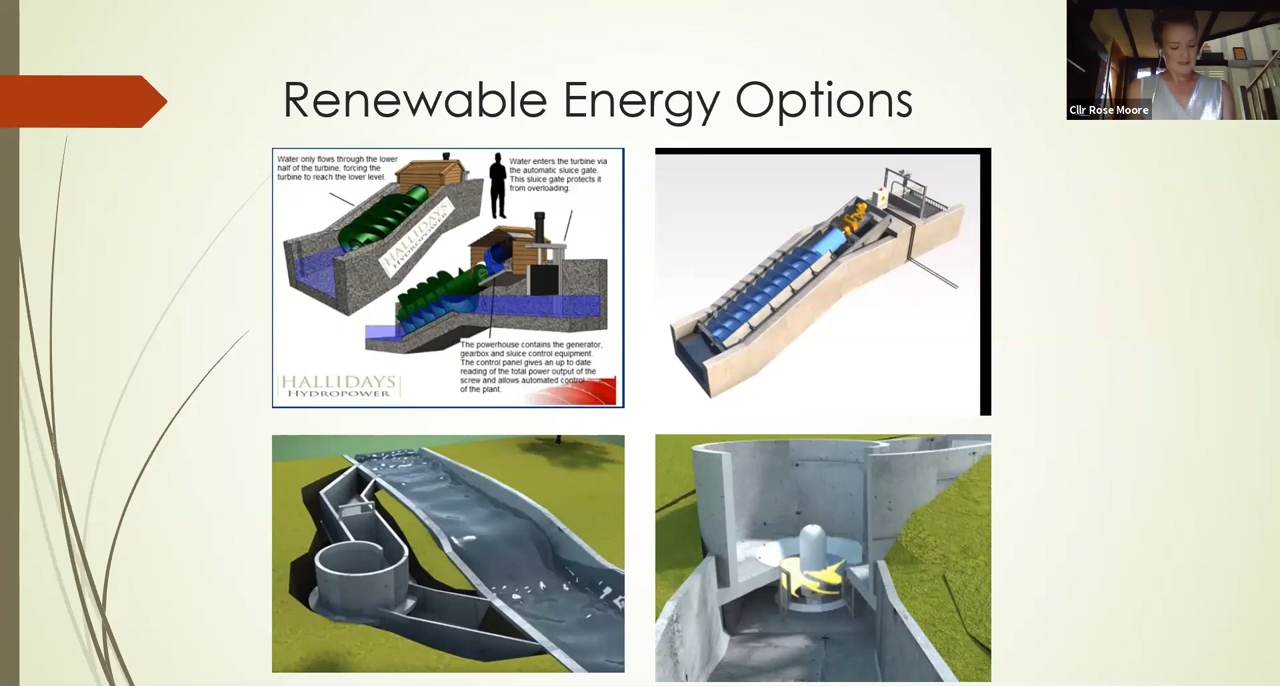 Renewable Energy Options
Cllr Rose Moore
Water only flows through the lower
half of the turbine, forcing the
turbine to reach the lower level.
Water enters the turbine via
the automatic sluice gate.
This sluice gate protects it
from overloading.
HALLIDAYS
HYDROPOWER
The powerhouse contains the generator,
gearbox and sluice control equipment.
The control panel gives an up to date
reading of the total power output of the
screw and allows automated control
of the plant.
HALLIDAYS
HYDROPOWER